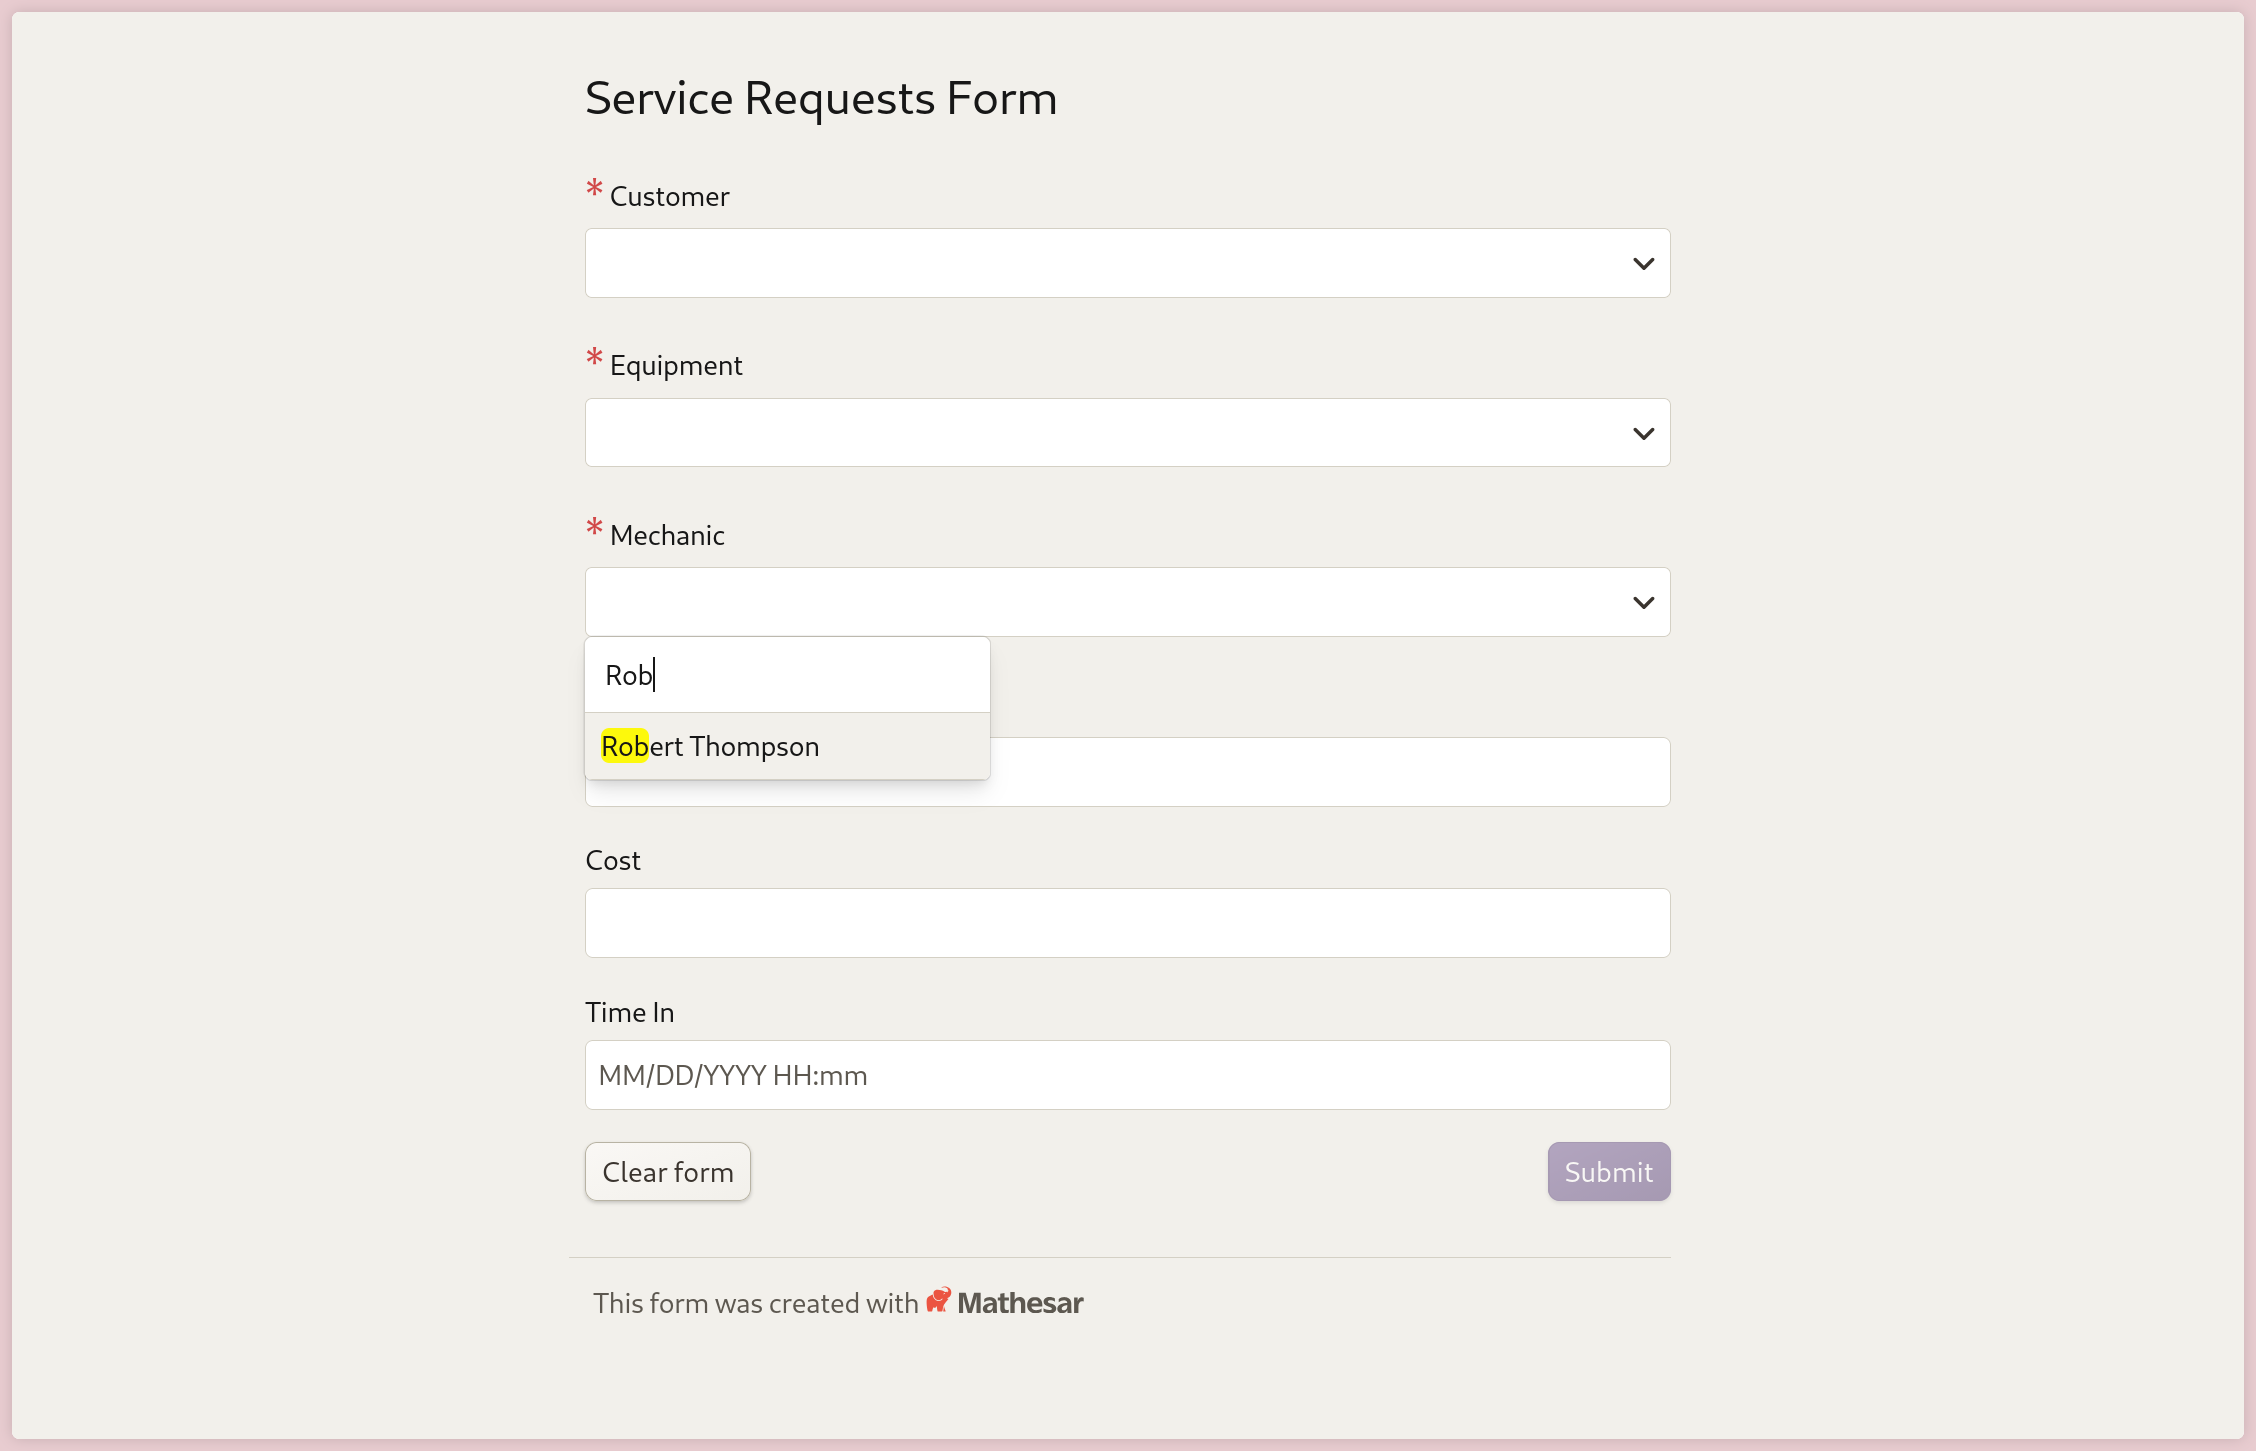 Service Requests Form
* Customer
* Equipment
* Mechanic
Rob
Robert Thompson
Cost
Time In
MM/DD/YYYY HH:mm
Clear form
Submit
This form was created with Mathesar